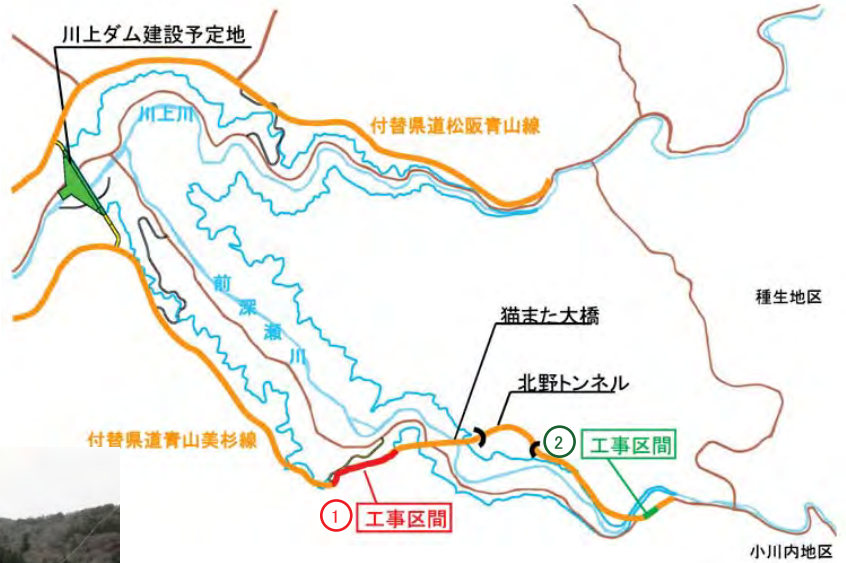 川上ダム建設予定地
川上川
付替県道松阪青山線
前深瀬川
種生地区
猫また大橋
北野トンネル
付替県道青山美杉線
② 工事区間
① 工事区間
小川内地区